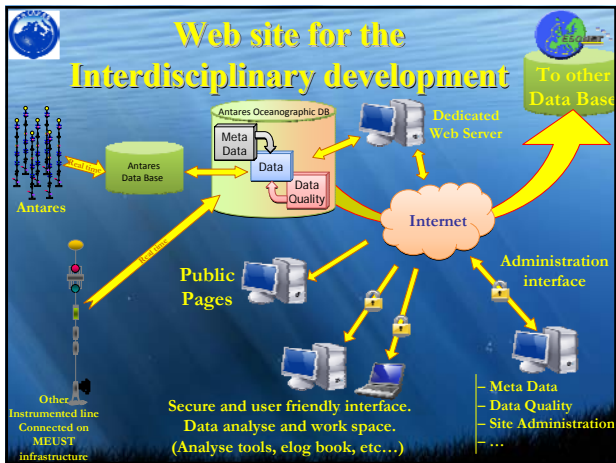 Web site for the
Interdisciplinary development
To other
Data Base
Antares Oceanographic DB
Meta
Data
Data
Data
Quality
Dedicated
Web Server
Real time
Antares
Data Base
Antares
Internet
Real time
Public
Pages
Administration
interface
Other
Instrumented line
Connected on
MEUST
infrastructure
Secure and user friendly interface.
Data analyse and work space.
(Analyse tools, elog book, etc…)
– Meta Data
– Data Quality
– Site Administration
– …